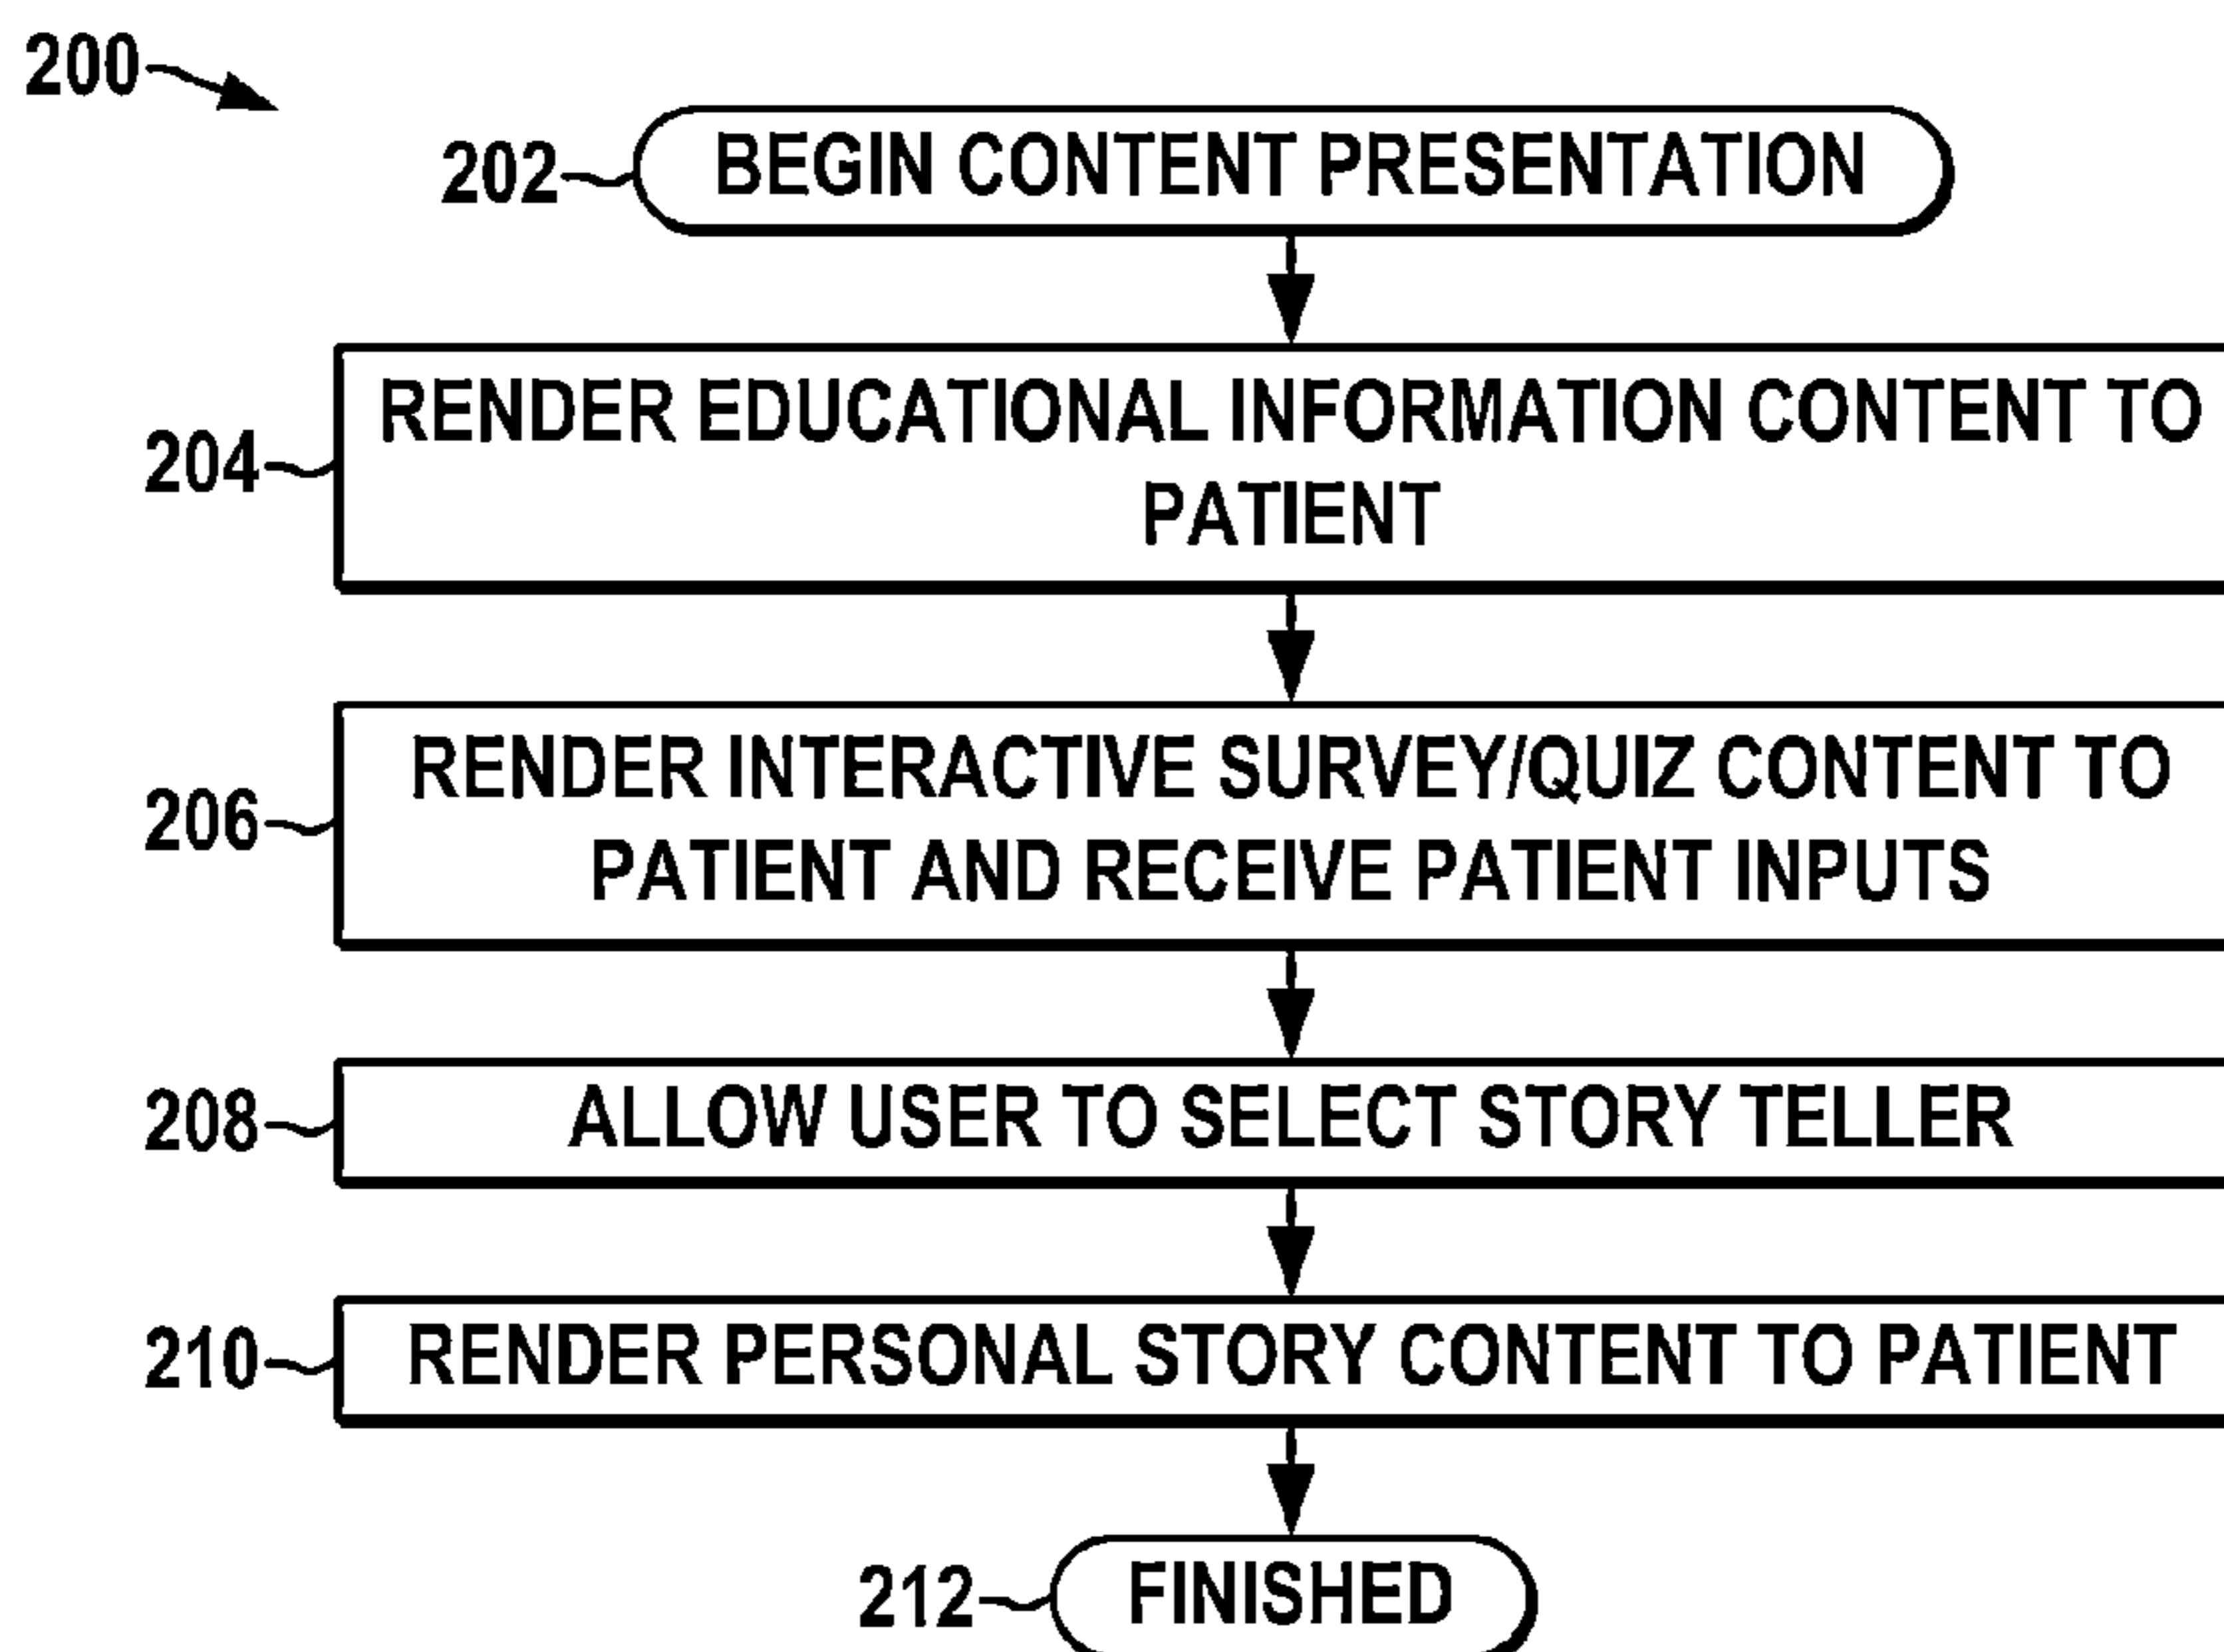 200
202 BEGIN CONTENT PRESENTATION
RENDER EDUCATIONAL INFORMATION CONTENT TO
204
PATIENT
RENDER INTERACTIVE SURVEY/QUIZ CONTENT TO
206
PATIENT AND RECEIVE PATIENT INPUTS
208 ALLOW USER TO SELECT STORY TELLER
210 RENDER PERSONAL STORY CONTENT TO PATIENT
212 FINISHED